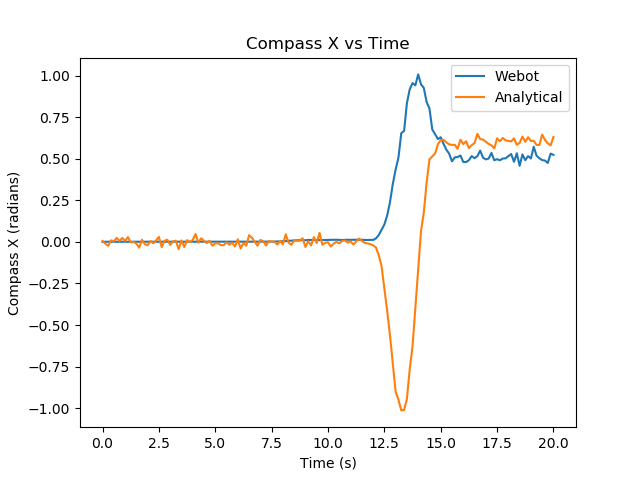 Compass X vs Time
Webot
Analytical
Compass X (radians)
1.00
0.75
0.50
0.25
0.00
−0.25
−0.50
−0.75
−1.00
0.0 2.5 5.0 7.5 10.0 12.5 15.0 17.5 20.0
Time (s)